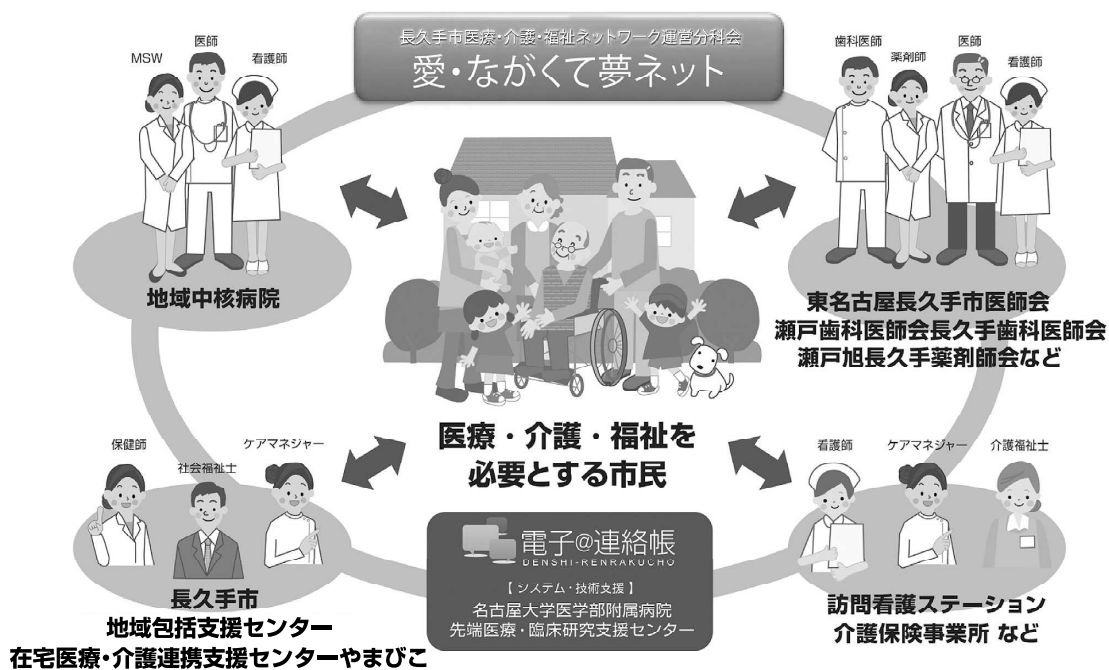 長久手市医療・介護・福祉ネットワーク運営分科会
愛・ながくて夢ネット
MSW
医師
看護師
地域中核病院
歯科医師
薬剤師
医師
看護師
東名古屋長久手市医師会
瀬戸歯科医師会長久手歯科医師会
瀬戸旭長久手薬剤師会など
医療・介護・福祉を
必要とする市民
保健師
社会福祉士
ケアマネジャー
長久手市
地域包括支援センター
在宅医療・介護連携支援センターやまびこ
電子@連絡帳
DENSHI-RENRAKUCHO
【 システム・技術支援 】
名古屋大学医学部附属病院
先端医療・臨床研究支援センター
看護師
ケアマネジャー
介護福祉士
訪問看護ステーション
介護保険事業所 など